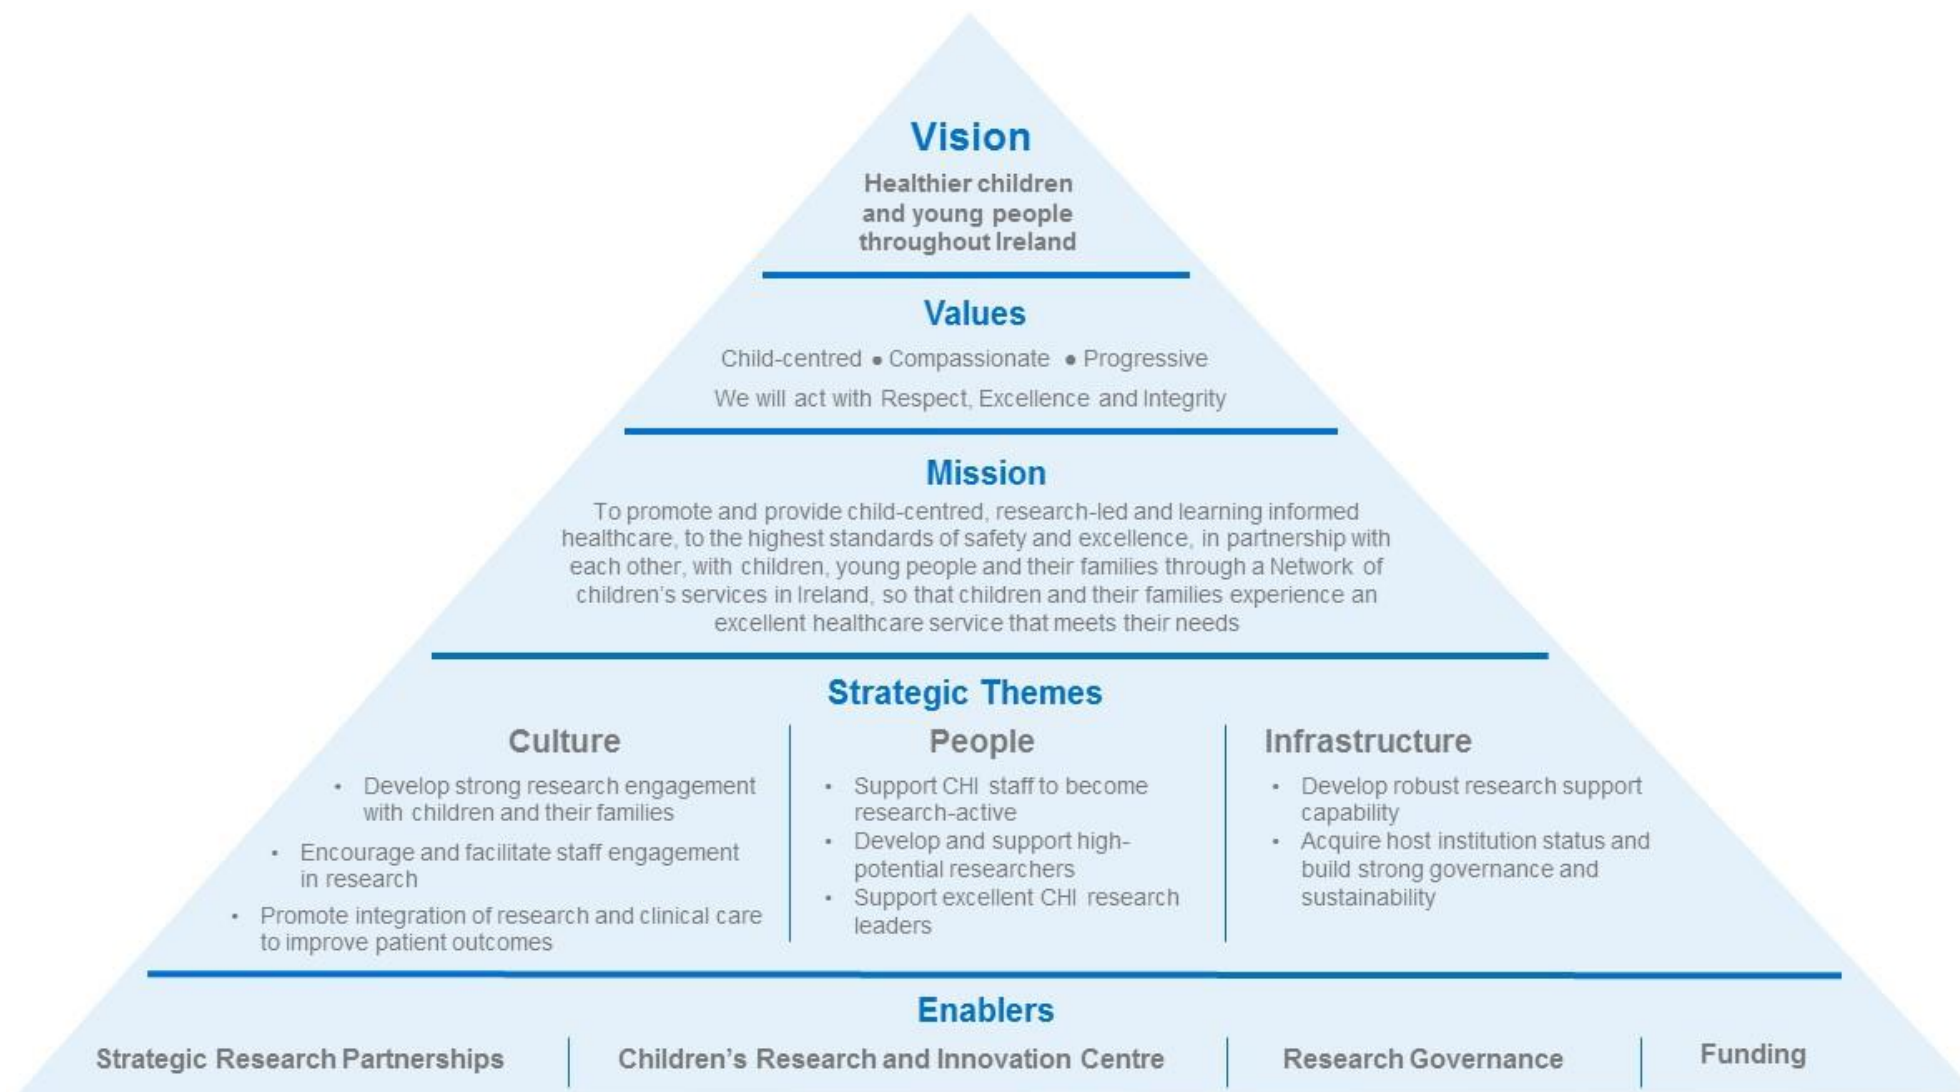 Vision
Healthier children
and young people
throughout Ireland
Values
Child-centred • Compassionate • Progressive
We will act with Respect, Excellence and Integrity
Mission
To promote and provide child-centred, research-led and learning informed
healthcare, to the highest standards of safety and excellence, in partnership with
each other, with children, young people and their families through a Network of
children's services in Ireland, so that children and their families experience an
excellent healthcare service that meets their needs
Strategic Themes
Culture
• Develop strong research engagement
with children and their families
• Encourage and facilitate staff engagement
in research
• Promote integration of research and clinical care
to improve patient outcomes
People
• Support CHI staff to become
research-active
• Develop and support high-
potential researchers
• Support excellent CHI research
leaders
Infrastructure
• Develop robust research support
capability
• Acquire host institution status and
build strong governance and
sustainability
Enablers
Strategic Research Partnerships
Children's Research and Innovation Centre
Research Governance
Funding